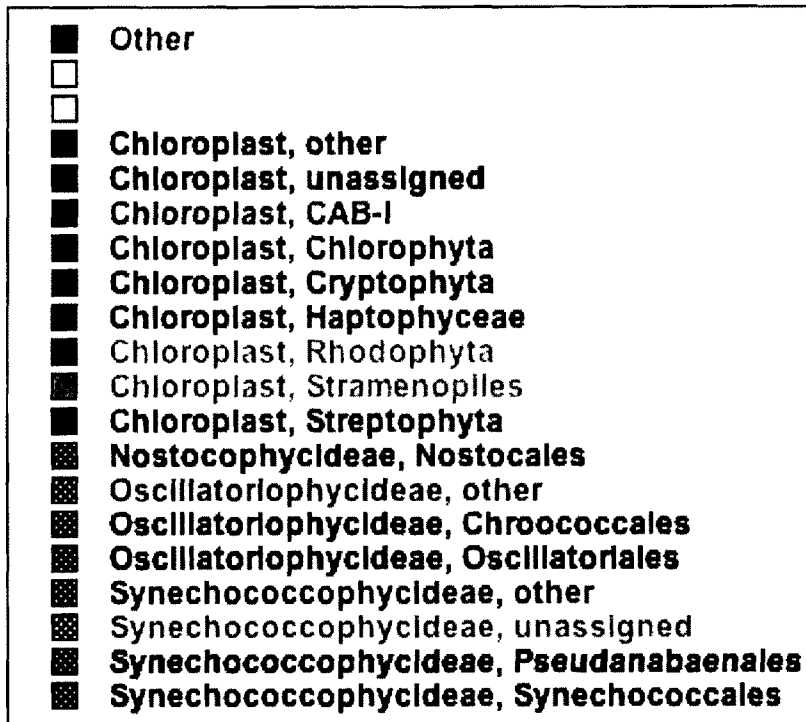 Other
Chloroplast, other
Chloroplast, unassigned
Chloroplast, CAB-I
Chloroplast, Chlorophyta
Chloroplast, Cryptophyta
Chloroplast, Haptophyceae
Chloroplast, Rhodophyta
Chloroplast, Stramenopiles
Chloroplast, Streptophyta
Nostocophycideae, Nostocales
Oscillatoriophycideae, other
Oscillatoriophycideae, Chroococcales
Oscillatoriophycideae, Oscillatoriales
Synechococcophycideae, other
Synechococcophycideae, unassigned
Synechococcophycideae, Pseudanabaenales
Synechococcophycideae, Synechococcales